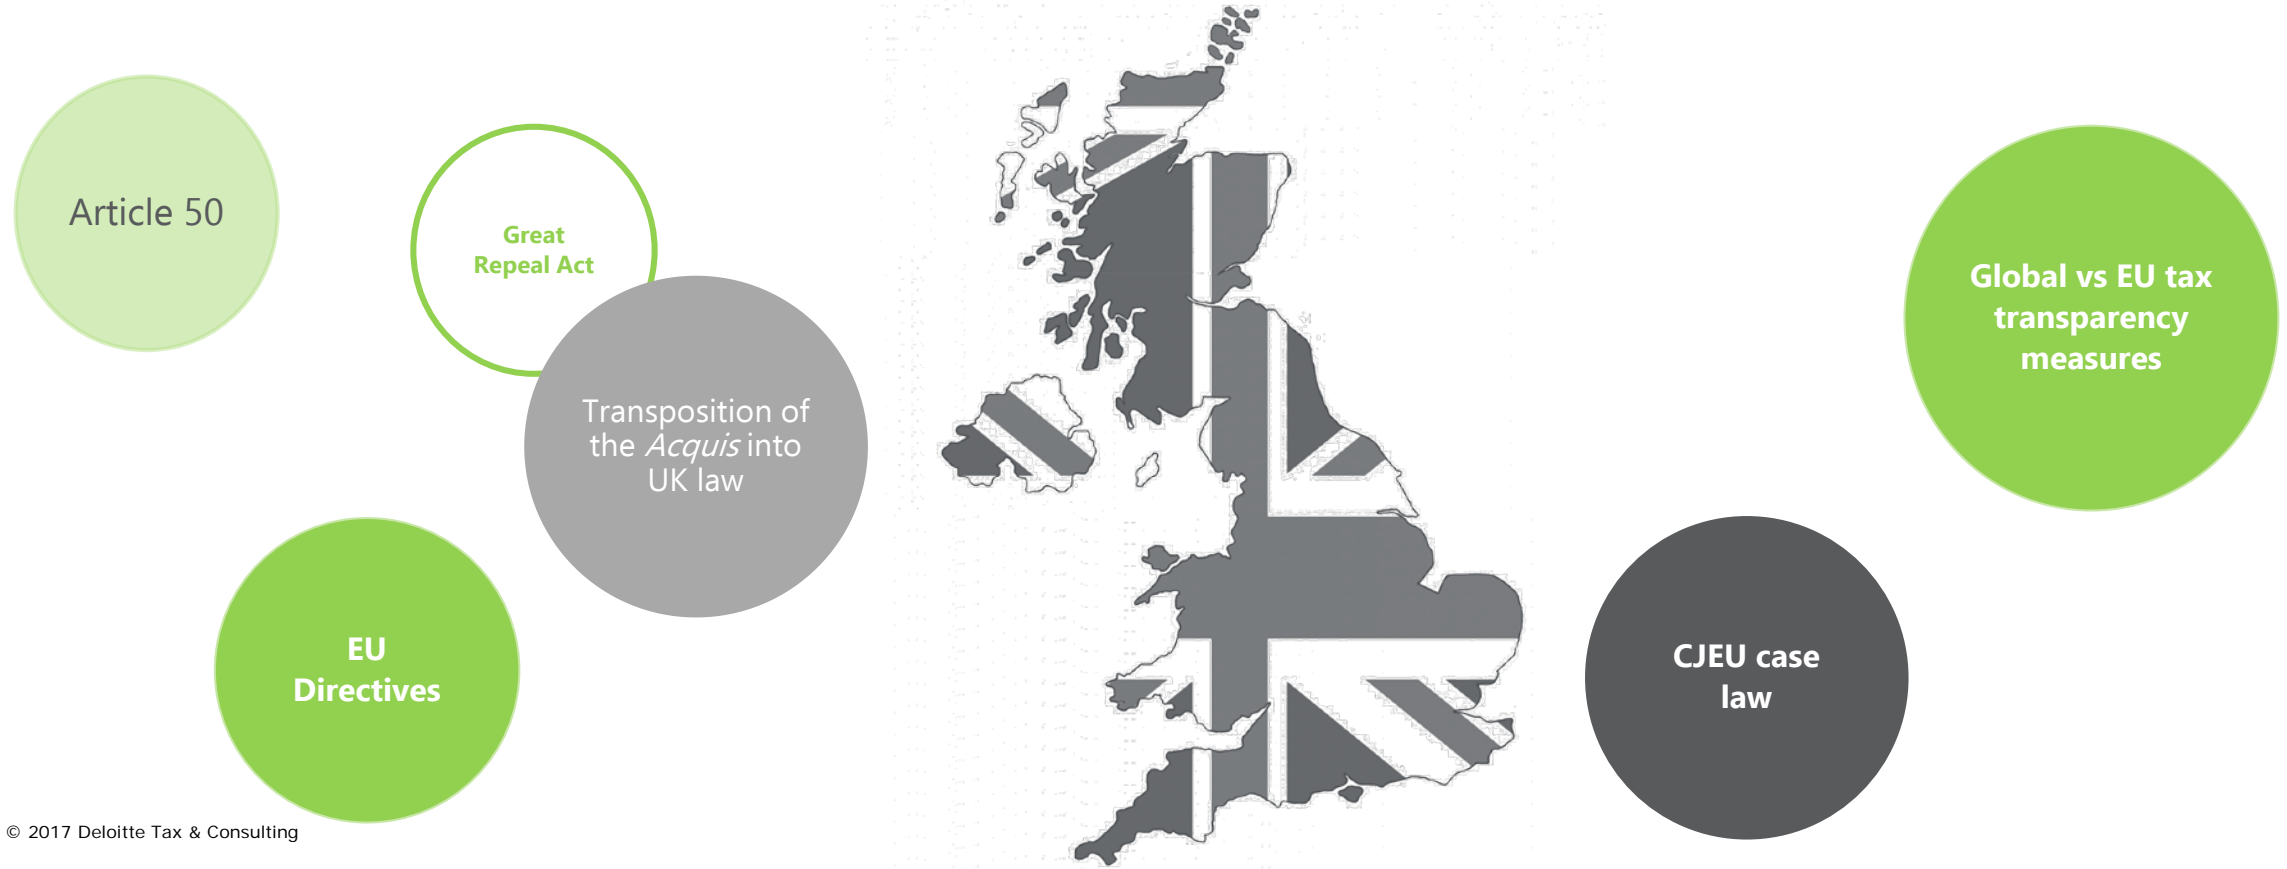 Article 50
Great
Repeal Act
Transposition of
the Acquis into
UK law
EU
Directives
Global vs EU tax
transparency
measures
CJEU case
law
© 2017 Deloitte Tax & Consulting